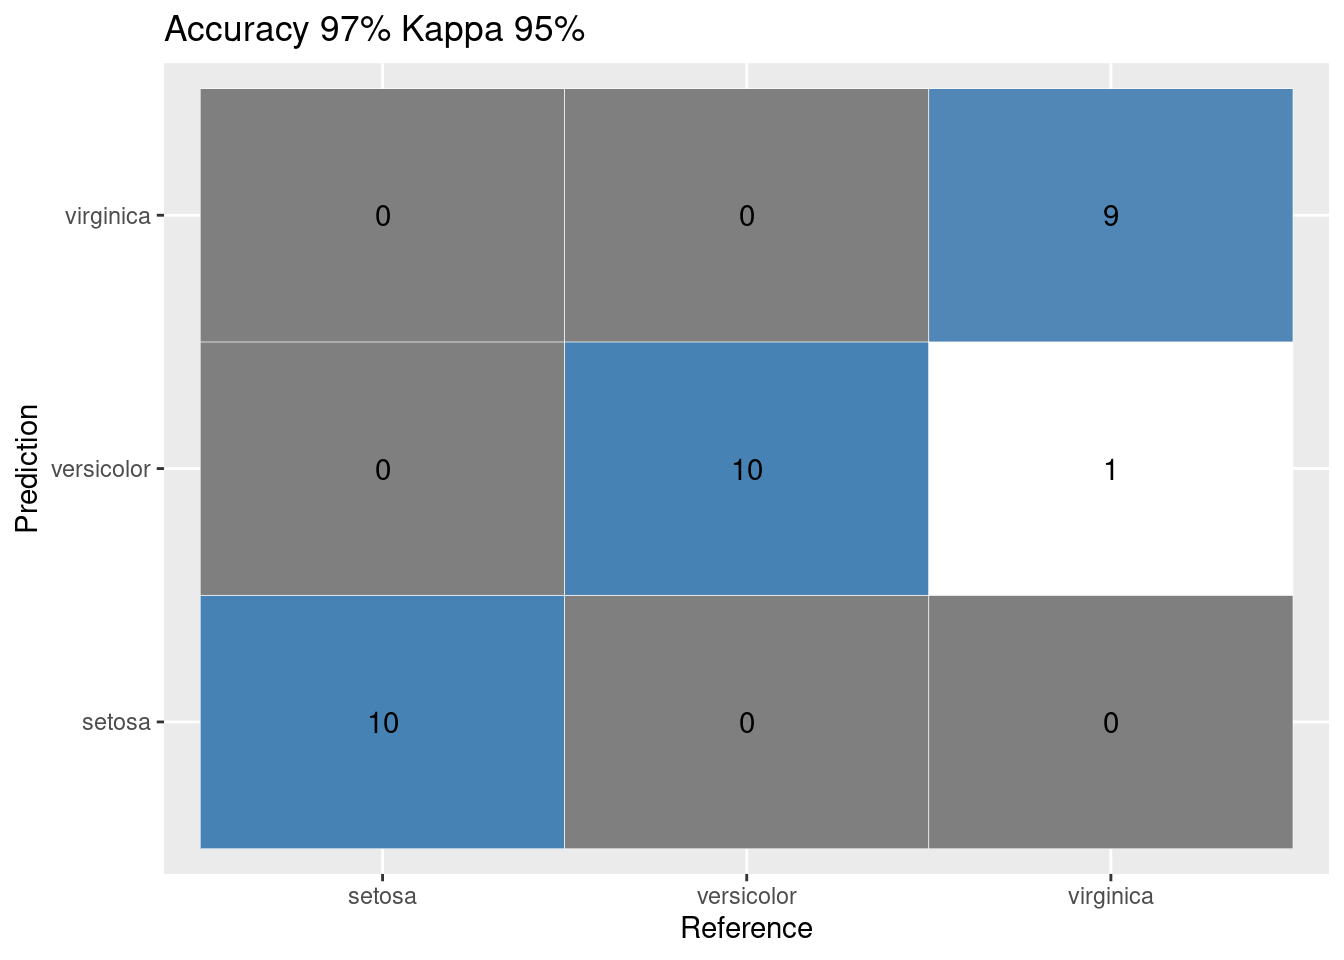 Accuracy 97% Kappa 95%
virginica 0 0 9
versicolor 0 10 1
setosa 10 0 0
setosa versicolor virginica
Reference
Prediction